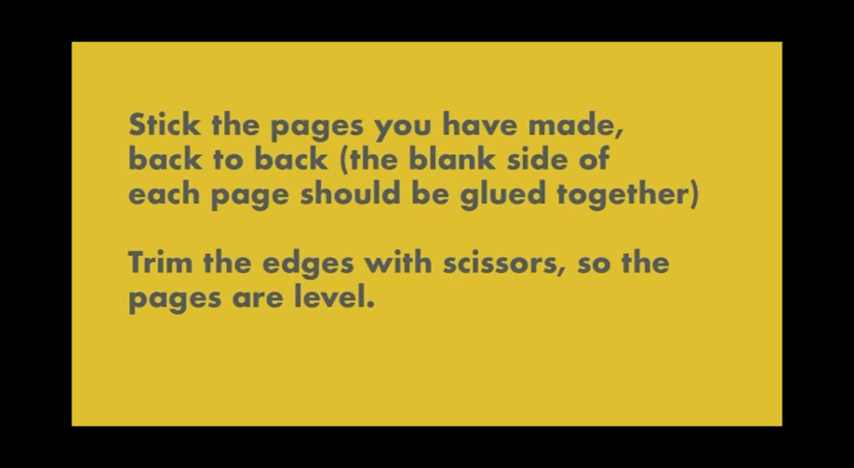 Stick the pages you have made,
back to back (the blank side of
each page should be glued together)
Trim the edges with scissors, so the
pages are level.